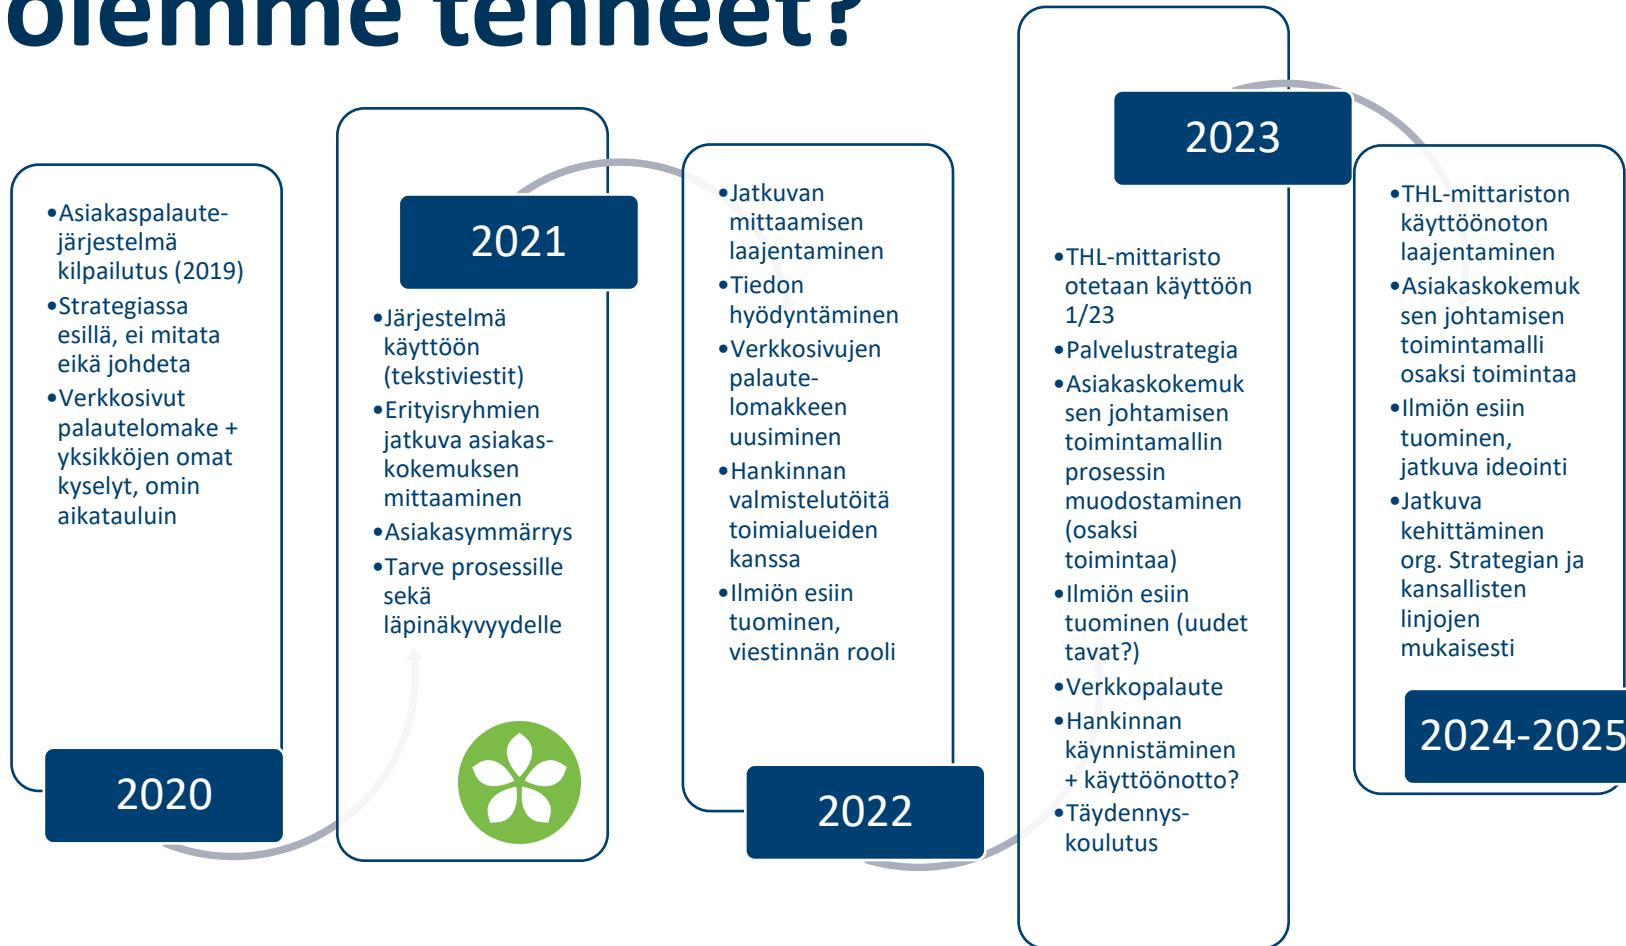 olemme tehneet?
•Asiakaspalaute-
järjestelmä
kilpailutus (2019)
•Strategiassa
esillä, ei mitata
eikä johdeta
•Verkkosivut
palautelomake +
yksikköjen omat
kyselyt, omin
aikatauluin
2020
2021
•Järjestelmä
käyttöön
(tekstiviestit)
•Erityisryhmien
jatkuva asiakas-
kokemuksen
mittaaminen
•Asiakasymmärrys
•Tarve prosessille
sekä
läpinäkyvyydelle
•Jatkuvan
mittaamisen
laajentaminen
•Tiedon
hyödyntäminen
•Verkkosivujen
palaute-
lomakkeen
uusiminen
•Hankinnan
valmistelutöitä
toimialueiden
kanssa
•Ilmiön esiin
tuominen,
viestinnän rooli
2022
2023
•THL-mittaristo
otetaan käyttöön
1/23
•Palvelustrategia
•Asiakaskokemuk
sen johtamisen
toimintamallin
prosessin
muodostaminen
(osaksi
toimintaa)
•Ilmiön esiin
tuominen (uudet
tavat?)
•Verkkopalaute
•Hankinnan
käynnistäminen
+ käyttöönotto?
•Täydennys-
koulutus
•THL-mittariston
käyttöönoton
laajentaminen
•Asiakaskokemuk
sen johtamisen
toimintamalli
osaksi toimintaa
•Ilmiön esiin
tuominen,
jatkuva ideointi
•Jatkuva
kehittäminen
org. Strategian ja
kansallisten
linjojen
mukaisesti
2024-2025